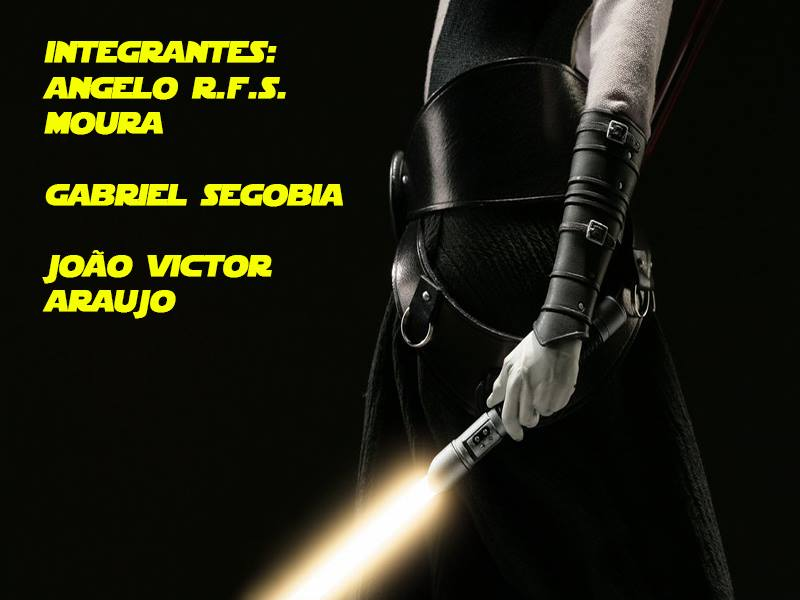 INTEGRANTES:
ANGELO R.F.S.
MOURA
GABRIEL SEGOBIA
JOÃO VICTOR
ARAUJO